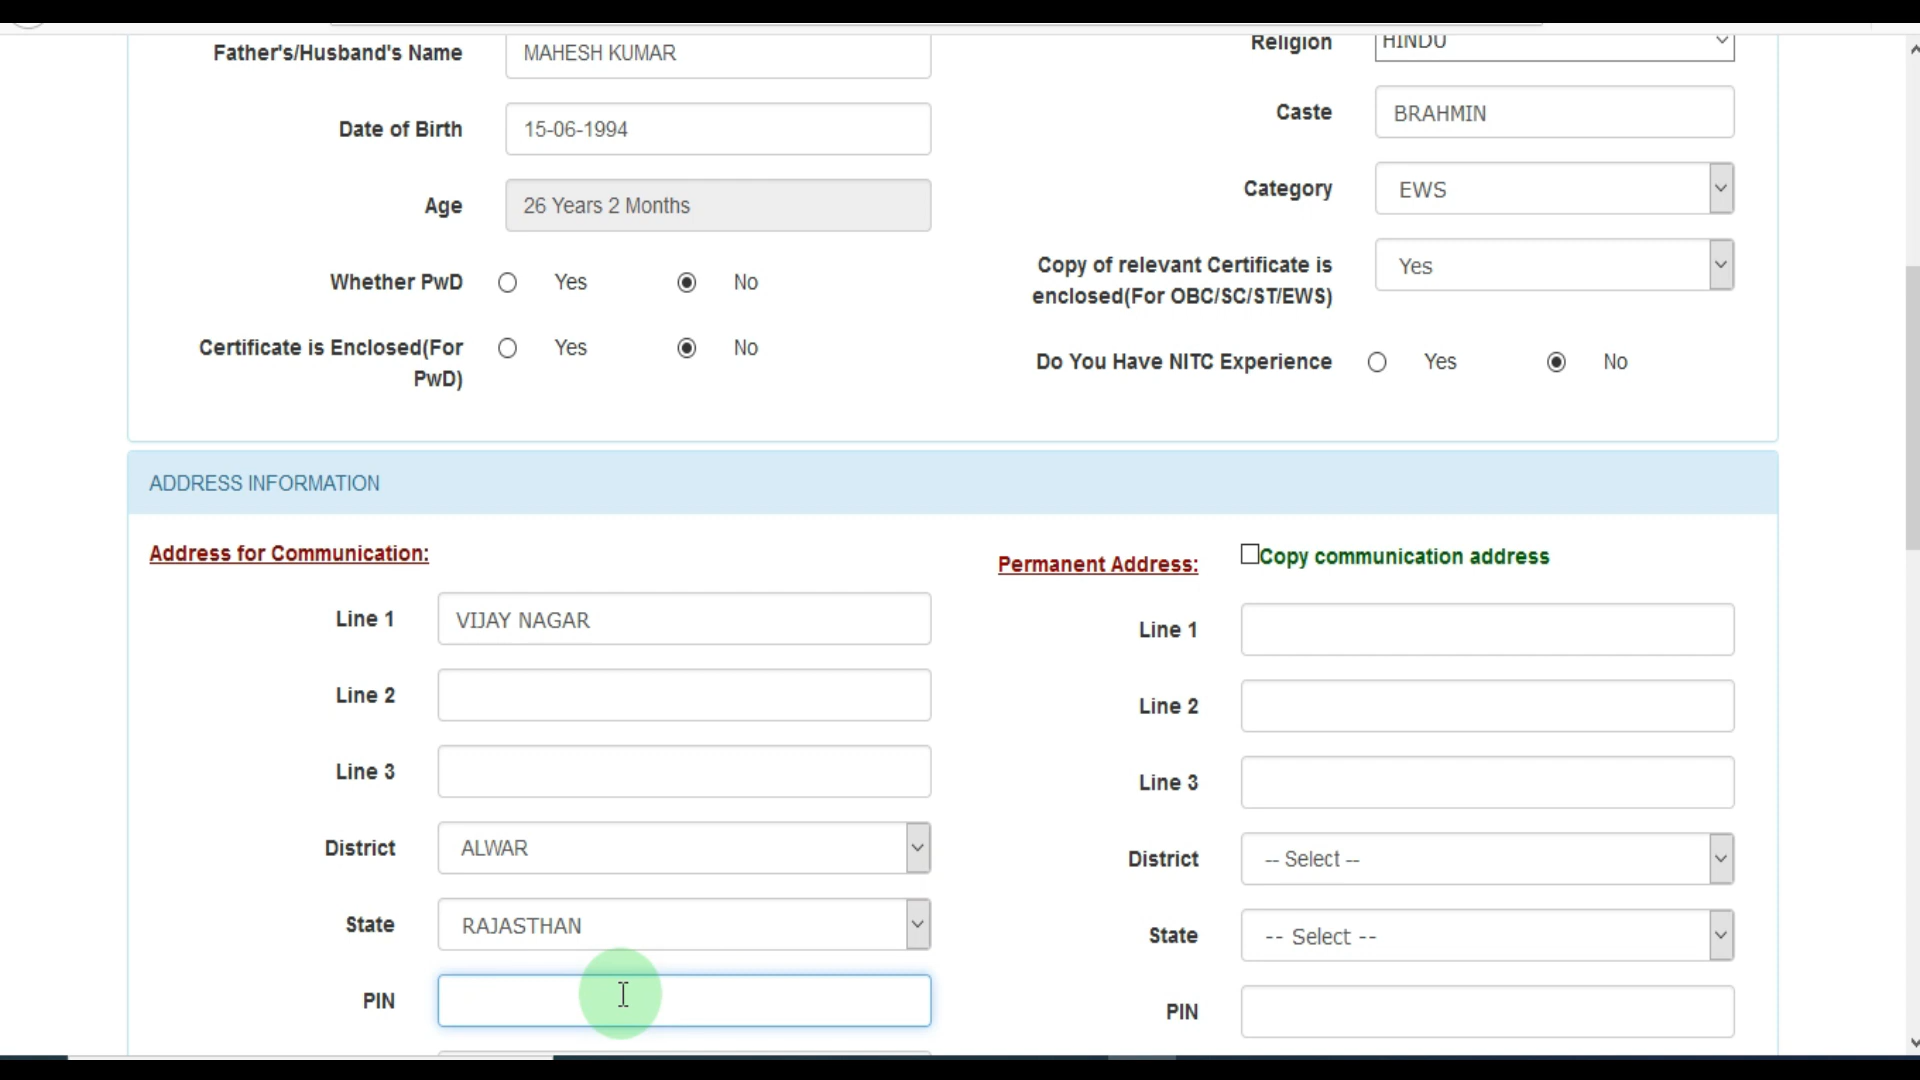 Father's/Husband's Name
MAHESH KUMAR
Date of Birth
15-06-1994
Age
26 Years 2 Months
Whether PwD
Yes
No
Certificate is Enclosed(For
PwD)
Yes
No
Religion
HINDU
Caste
BRAHMIN
Category
EWS
Copy of relevant Certificate is
enclosed(For OBC/SC/ST/EWS)
Yes
Do You Have NITC Experience
Yes
No
ADDRESS INFORMATION
Address for Communication:
Line 1
VIJAY NAGAR
Line 2
Line 3
District
ALWAR
State
RAJASTHAN
PIN
Permanent Address:
Copy communication address
Line 1
Line 2
Line 3
District
-- Select --
State
-- Select --
PIN